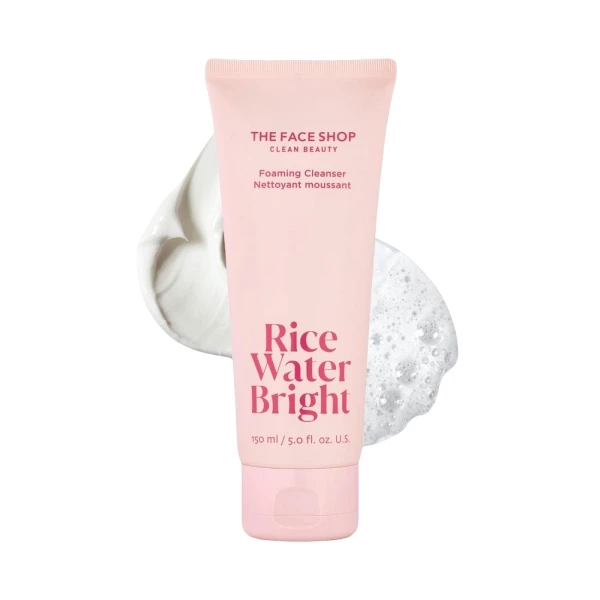 THE FACE SHOP
CLEAN BEAUTY
Foaming Cleanser
Nettoyant moussant
Rice
Water
Bright
150 ml / 5.0 fl. oz. U.S.